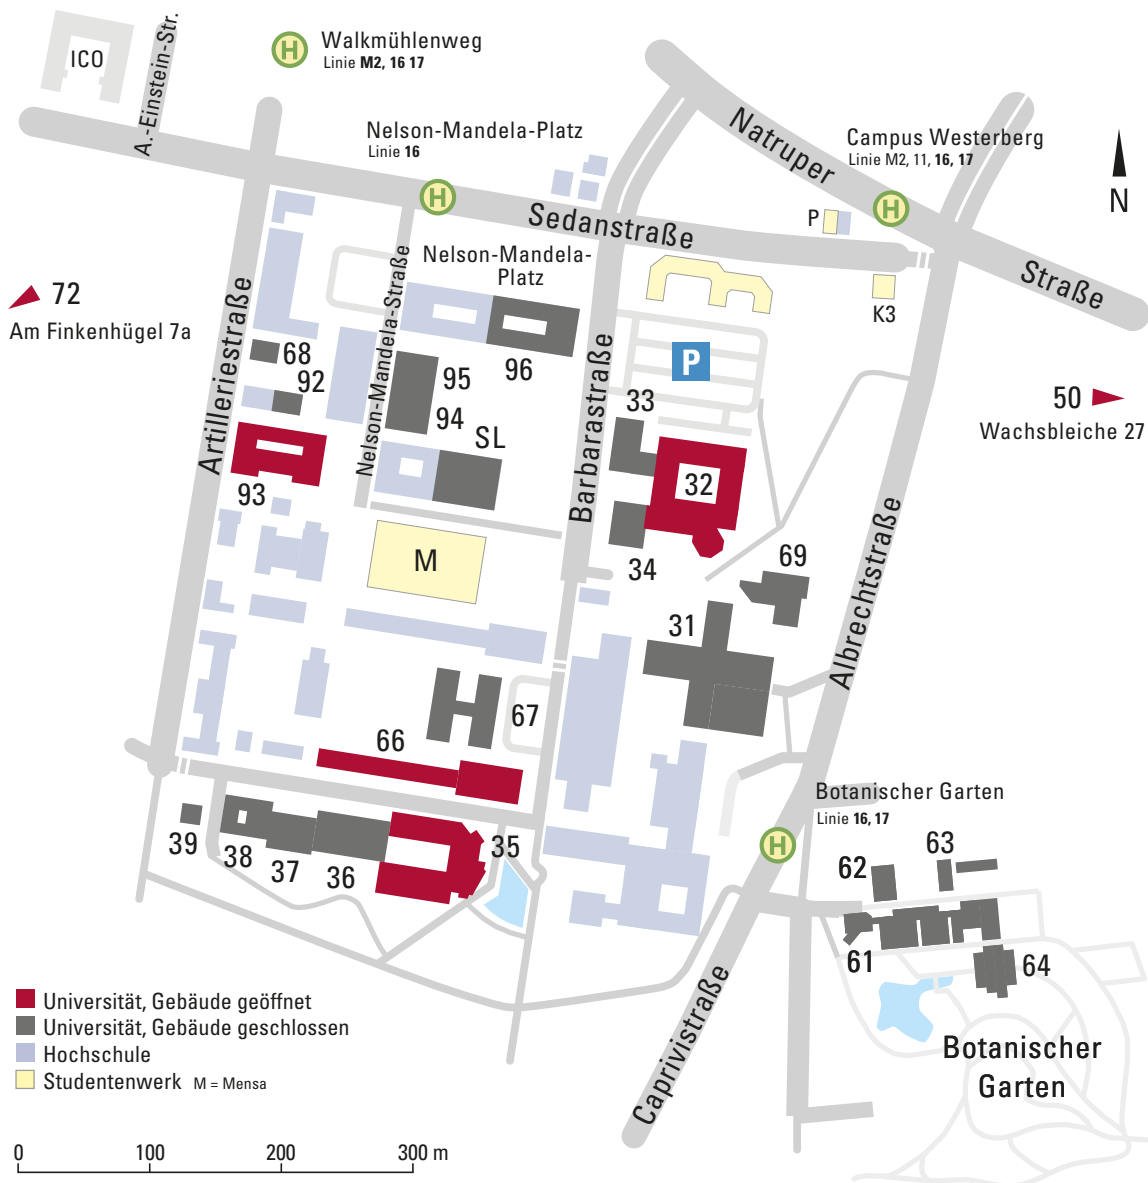 ICO
A.-Einstein-Str.
H
Walkmühlenweg
Linie M2, 16 17
Nelson-Mandela-Platz
Linie 16
H
Natruper
Straße
Campus Westerberg
Linie M2, 11, 16, 17
H
P
N
Sedanstraße
K3
72
Am Finkenhügel 7a
Nelson-Mandela-
Platz
Artilleriestraße
Nelson-Mandela-Straße
Barbarastraße
P
50
Wachsbleiche 27
68
92
95
96
94
33
SL
93
32
34
M
69
31
Albrechtstraße
67
66
Botanischer Garten
Linie 16, 17
H
39
38
37
36
35
62
63
61
64
Caprivistraße
Botanischer
Garten
Universität, Gebäude geöffnet
Universität, Gebäude geschlossen
Hochschule
Studentenwerk M = Mensa
0 100 200 300 m